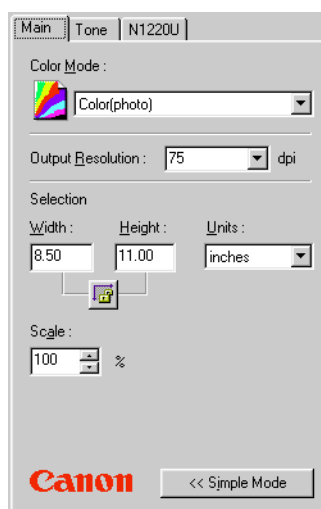 Main Tone N1220U
Color Mode :
Color(photo)
Output Resolution : 75 dpi
Selection
Width : Height : Units :
8.50 11.00 inches
Scale :
100 %
Canon << Simple Mode